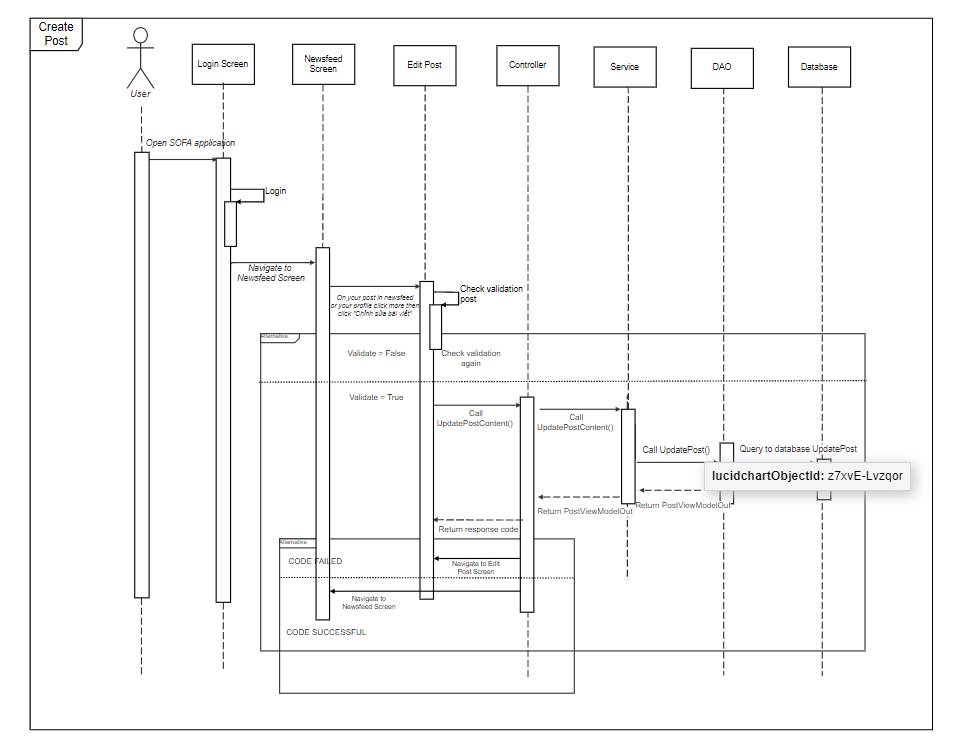 Create
Post
User
Login Screen
Newsfeed
Screen
Edit Post
Controller
Service
DAO
Database
Open SOFA application
Login
Navigate to
Newsfeed Screen
On your post in newsfeed
or your profile click more then
click "Chỉnh sửa bài viết"
Check validation
post
Alternative
Validate = False
Check validation
again
Validate = True
Call
UpdatePostContent()
Call
UpdatePostContent()
Call UpdatePost()
Query to database UpdatePost
lucidchartObjectId: z7xvE-Lvzqor
Return PostViewModelOut
Return PostViewModelOut
Return response code
Alternative
CODE FAILED
Navigate to Edit
Post Screen
Navigate to
Newsfeed Screen
CODE SUCCESSFUL